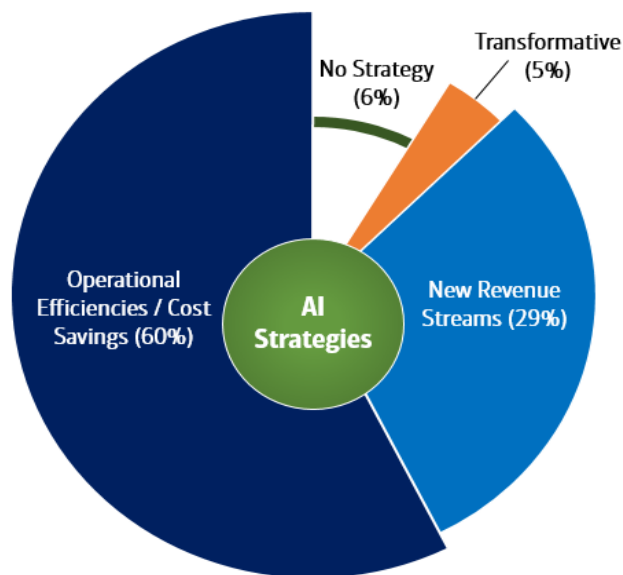 Transformative
(5%)
No Strategy
(6%)
Operational
Efficiencies / Cost
Savings (60%)
AI
Strategies
New Revenue
Streams (29%)